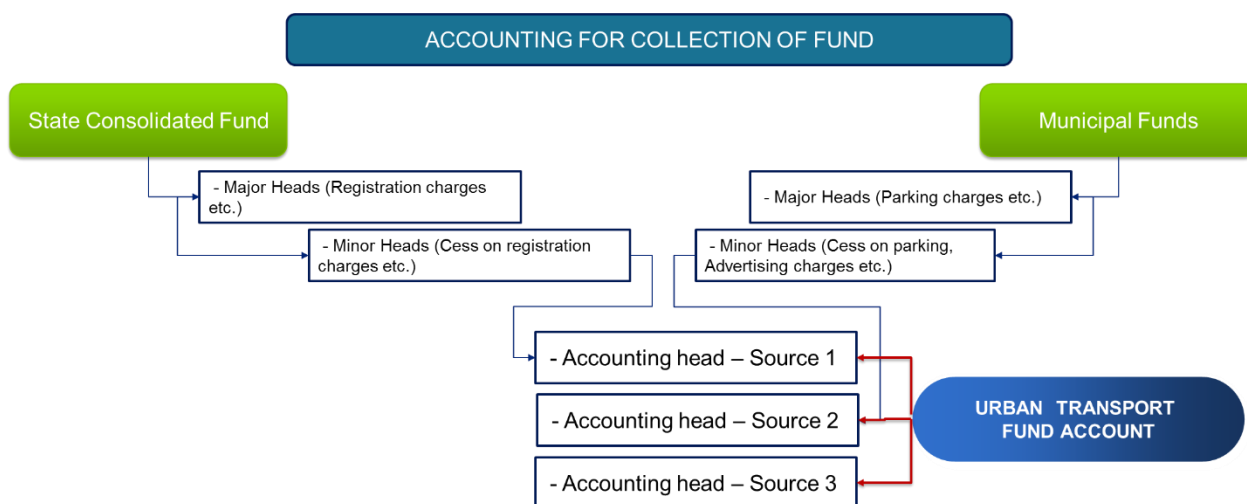 ACCOUNTING FOR COLLECTION OF FUND
State Consolidated Fund
Municipal Funds
- Major Heads (Registration charges
etc.)
- Major Heads (Parking charges etc.)
- Minor Heads (Cess on registration
charges etc.)
- Minor Heads (Cess on parking,
Advertising charges etc.)
- Accounting head – Source 1
- Accounting head – Source 2
- Accounting head – Source 3
URBAN TRANSPORT
FUND ACCOUNT